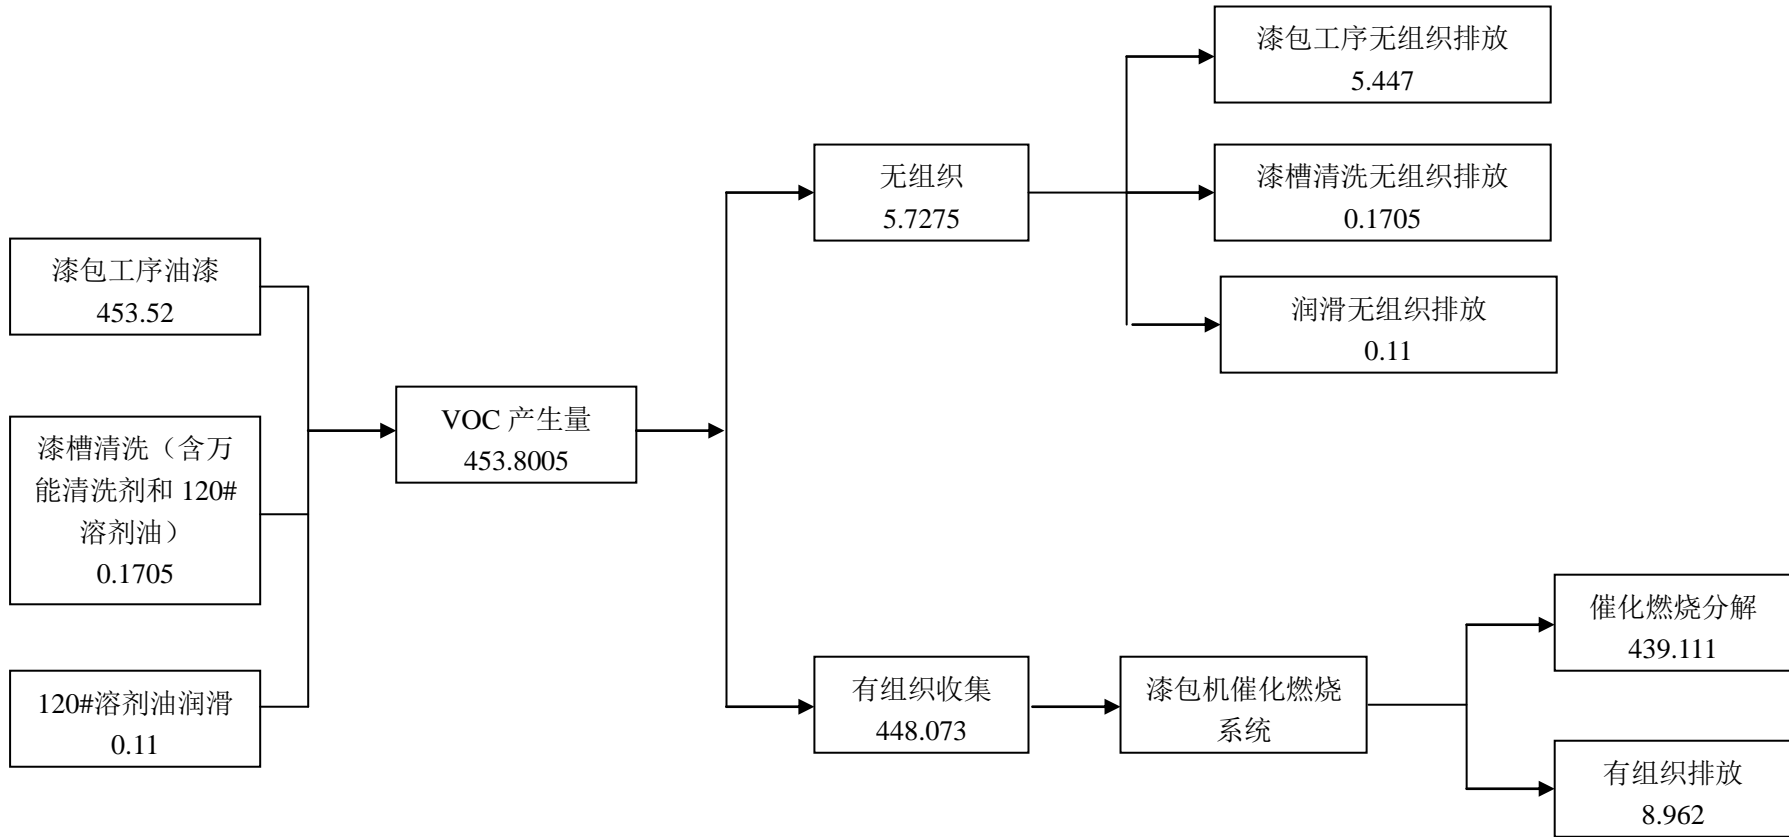 漆包工序无组织排放
5.447
无组织
5.7275
漆槽清洗无组织排放
0.1705
漆包工序油漆
453.52
润滑无组织排放
0.11
VOC 产生量
453.8005
漆槽清洗（含万
能清洗剂和 120#
溶剂油）
0.1705
催化燃烧分解
439.111
120#溶剂油润滑
0.11
有组织收集
448.073
漆包机催化燃烧
系统
有组织排放
8.962